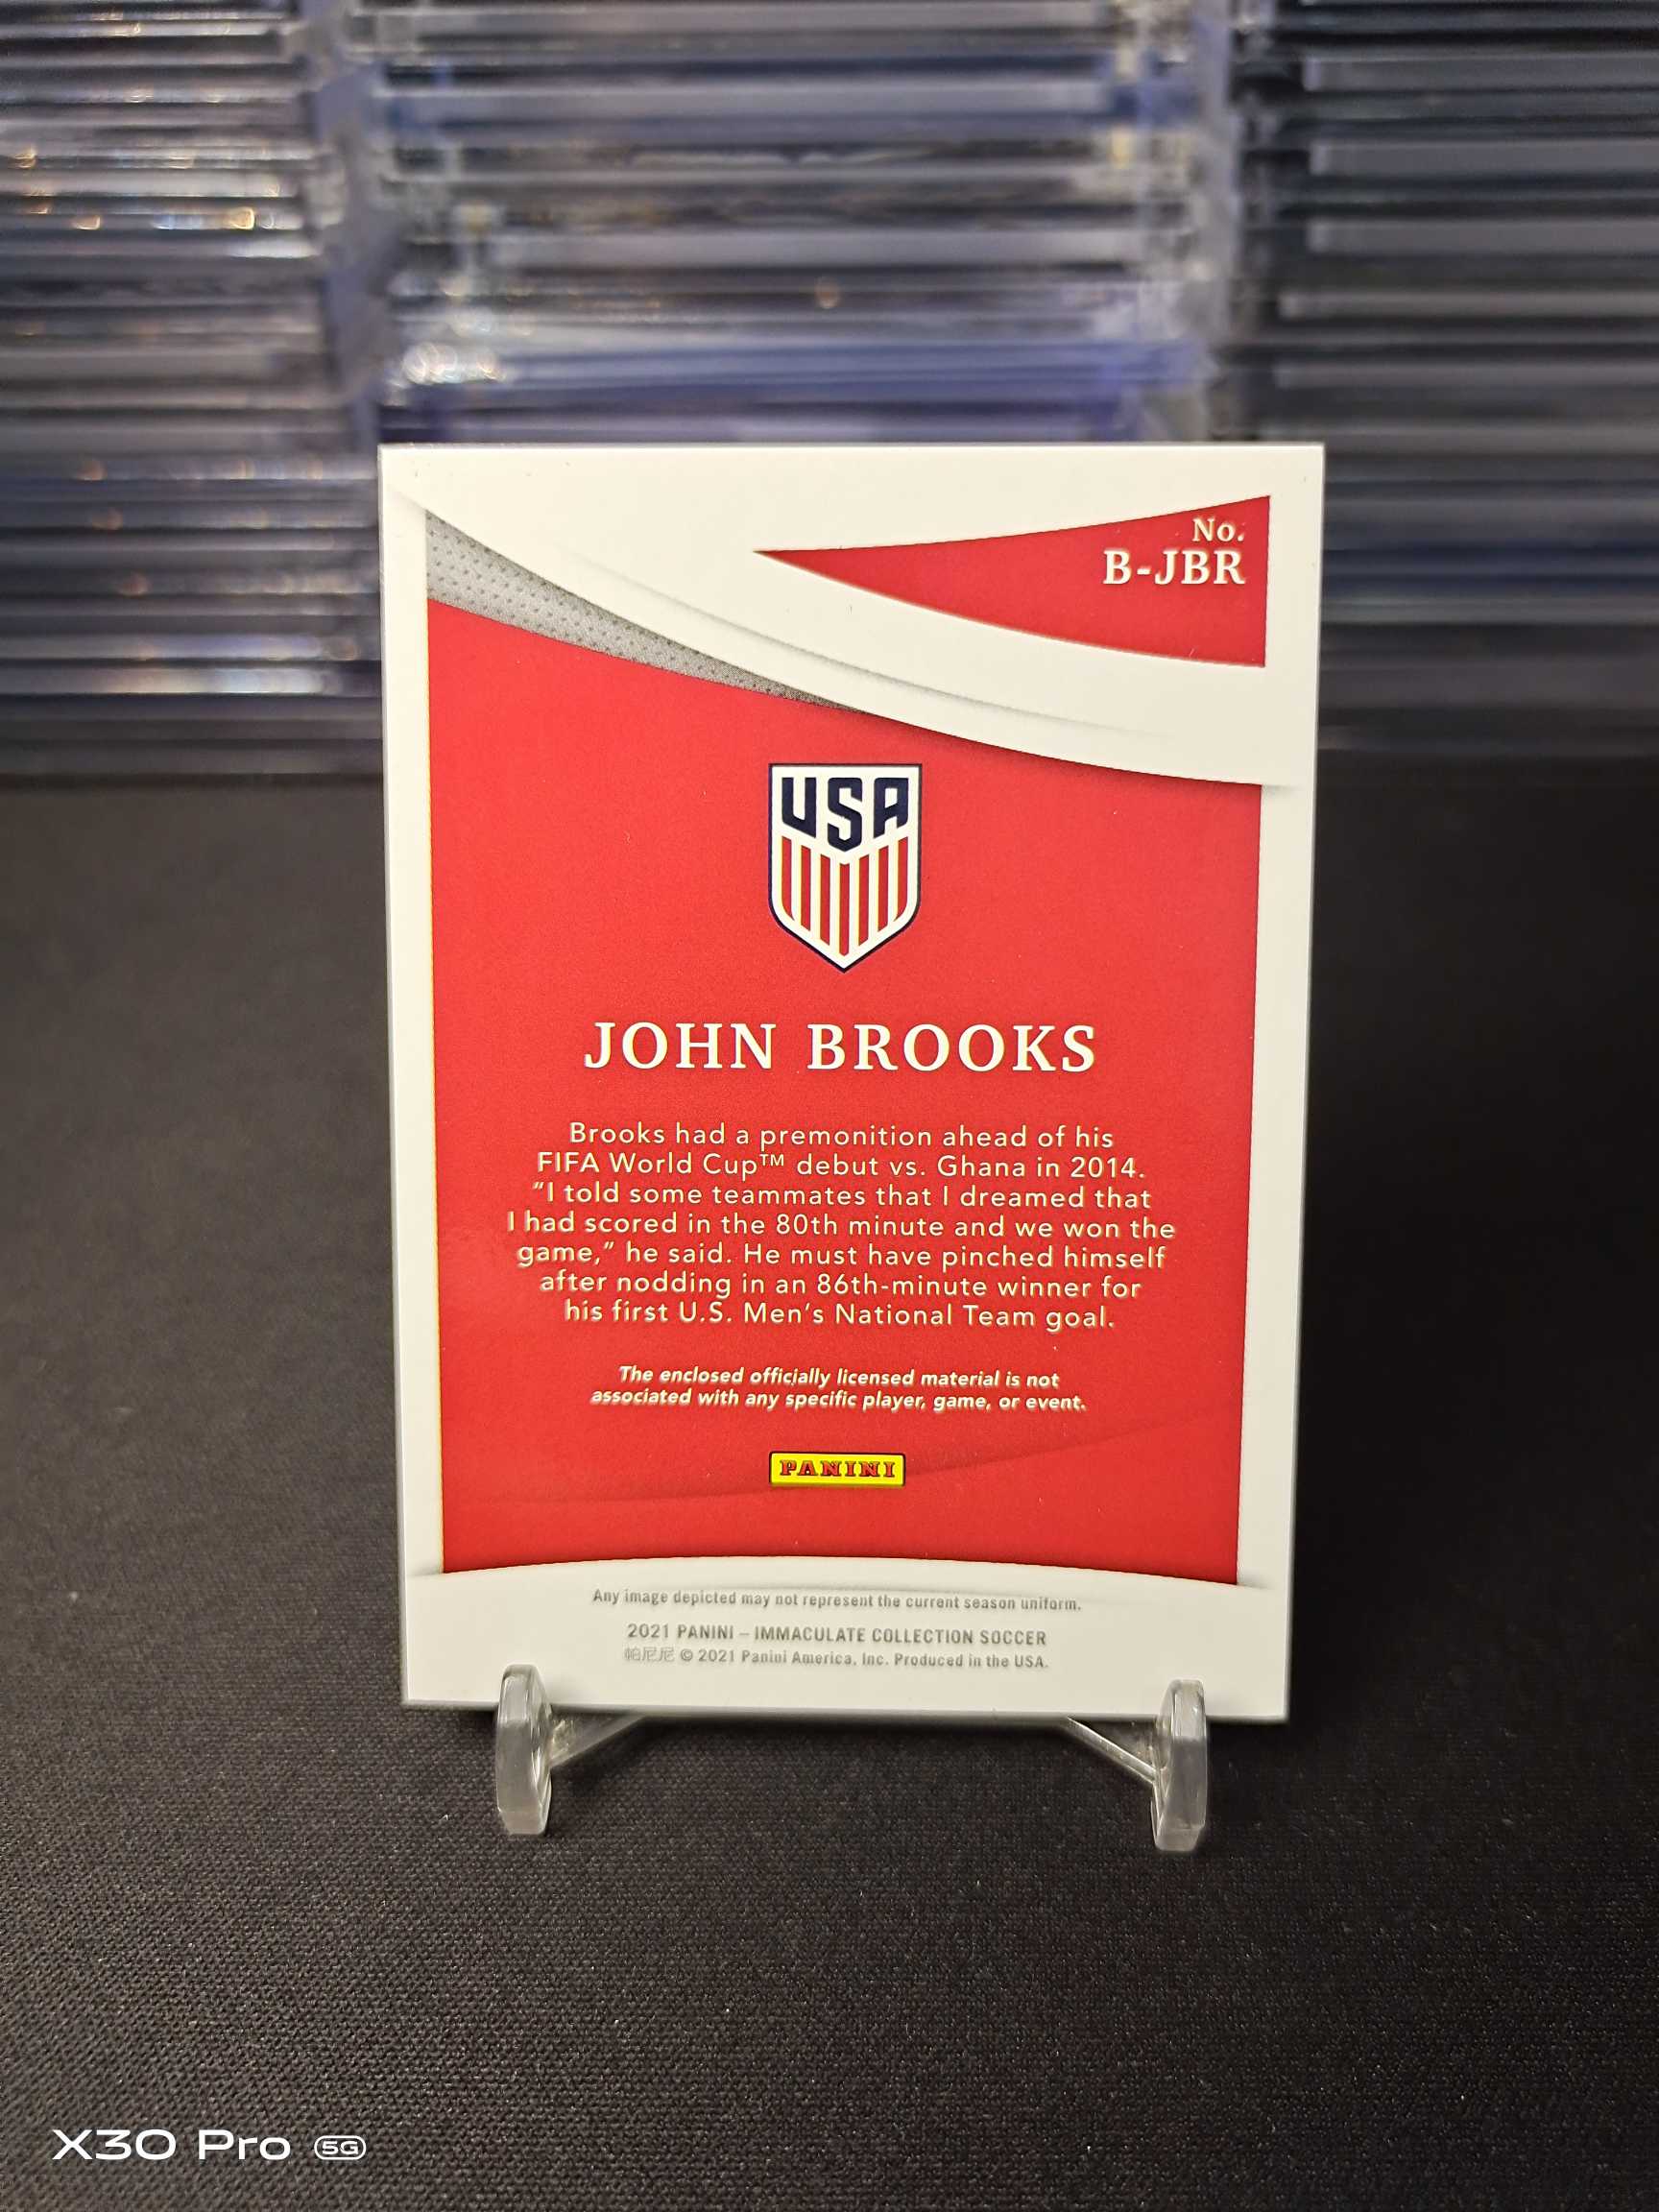 No.
B-JBR
USA
JOHN BROOKS
Brooks had a premonition ahead of his
FIFA World Cup™ debut vs. Ghana in 2014.
"I told some teammates that I dreamed that
I had scored in the 80th minute and we won the
game," he said. He must have pinched himself
after nodding in an 86th-minute winner for
his first U.S. Men's National Team goal.
The enclosed officially licensed material is not
associated with any specific player, game, or event.
PANINI
Any image depicted may not represent the current season uniform.
2021 PANINI – IMMACULATE COLLECTION SOCCER
帕尼尼 © 2021 Panini America, Inc. Produced in the USA.
X30 Pro 5G